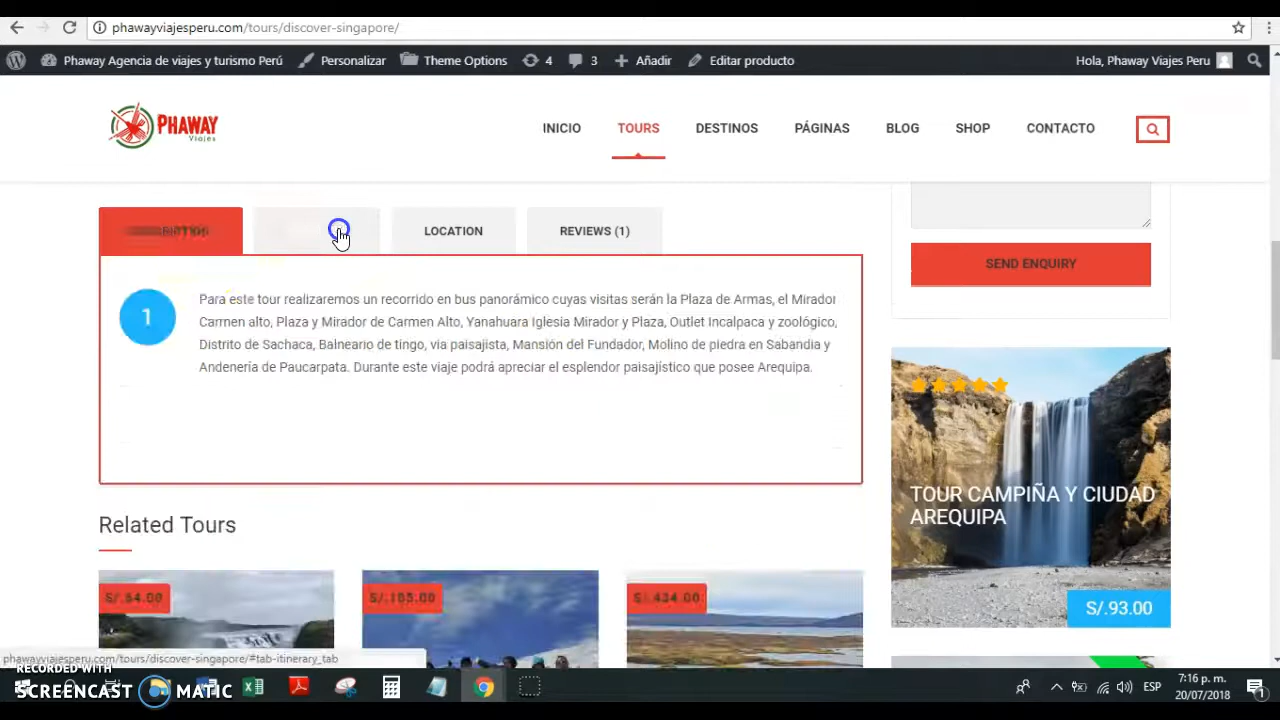 phawayviajesperu.com/tours/discover-singapore/
Phaway Agencia de viajes y turismo Perú Personalizar Theme Options 4 3 Añadir Editar producto Hola, Phaway Viajes Peru
PHAWAY
Viajes
INICIO TOURS DESTINOS PÁGINAS BLOG SHOP CONTACTO
LOCATION REVIEWS (1)
1
Para este tour realizaremos un recorrido en bus panorámico cuyas visitas serán la Plaza de Armas, el Mirador
Carmen alto, Plaza y Mirador de Carmen Alto, Yanahuara Iglesia Mirador y Plaza, Outlet Incalpaca y zoológico,
Distrito de Sachaca, Balneario de tingo, via paisajista, Mansión del Fundador, Molino de piedra en Sabandia y
Andenería de Paucarpata. Durante este viaje podrá apreciar el esplendor paisajístico que posee Arequipa.
SEND ENQUIRY
TOUR CAMPIÑA Y CIUDAD
AREQUIPA
S/.93.00
Related Tours
S/.54.00 S/.105.00 S/.434.00
phawayviajesperu.com/tours/discover-singapore/#tab-itinerary_tab
RECORDED WITH
SCREENCAST MATIC
ESP
7:16 p. m.
20/07/2018
1